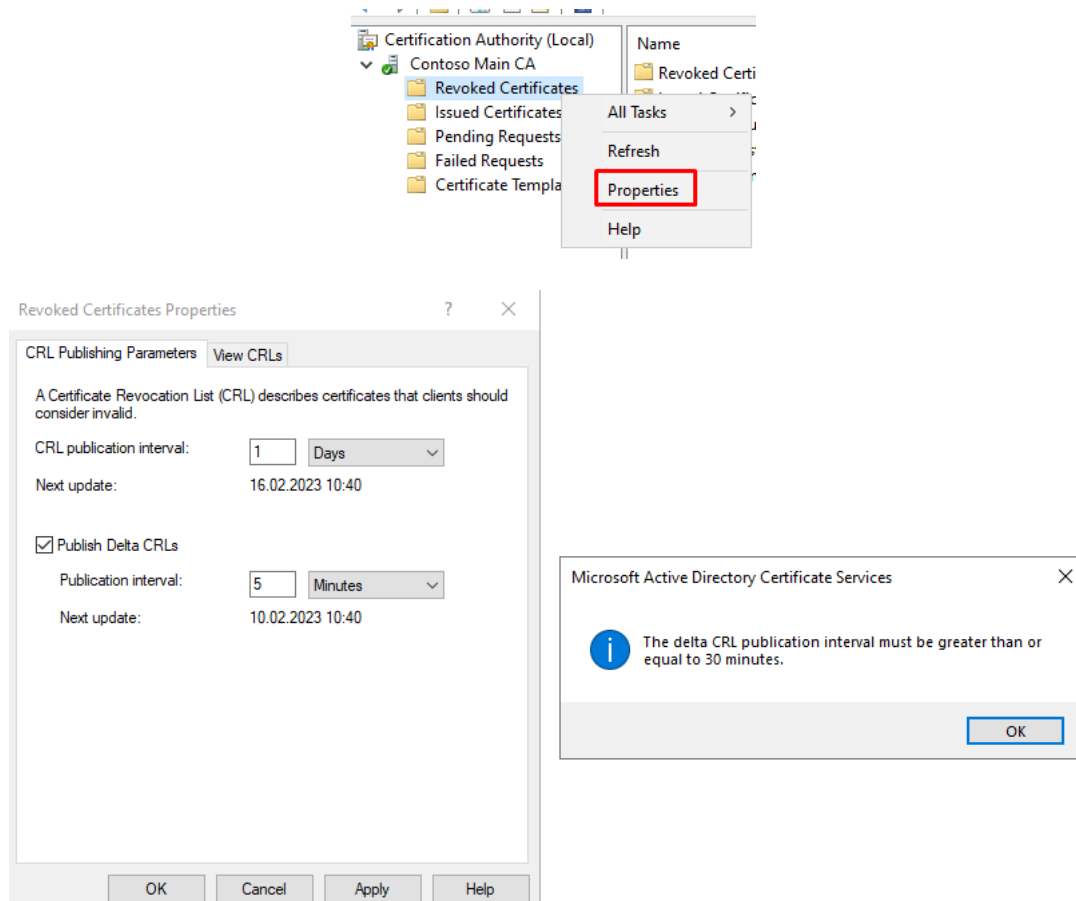 Certification Authority (Local)
Name
Contoso Main CA
Revoked Certi
Revoked Certificates
Issued Certificates
All Tasks
Pending Requests
Refresh
Failed Requests
Certificate Templa
Properties
Help
Revoked Certificates Properties
?
CRL Publishing Parameters
View CRLs
A Certificate Revocation List (CRL) describes certificates that clients should
consider invalid.
CRL publication interval:
1
Days
Next update:
16.02.2023 10:40
Publish Delta CRLs
Publication interval:
5
Minutes
Next update:
10.02.2023 10:40
OK
Cancel
Apply
Help
Microsoft Active Directory Certificate Services
The delta CRL publication interval must be greater than or
equal to 30 minutes.
OK